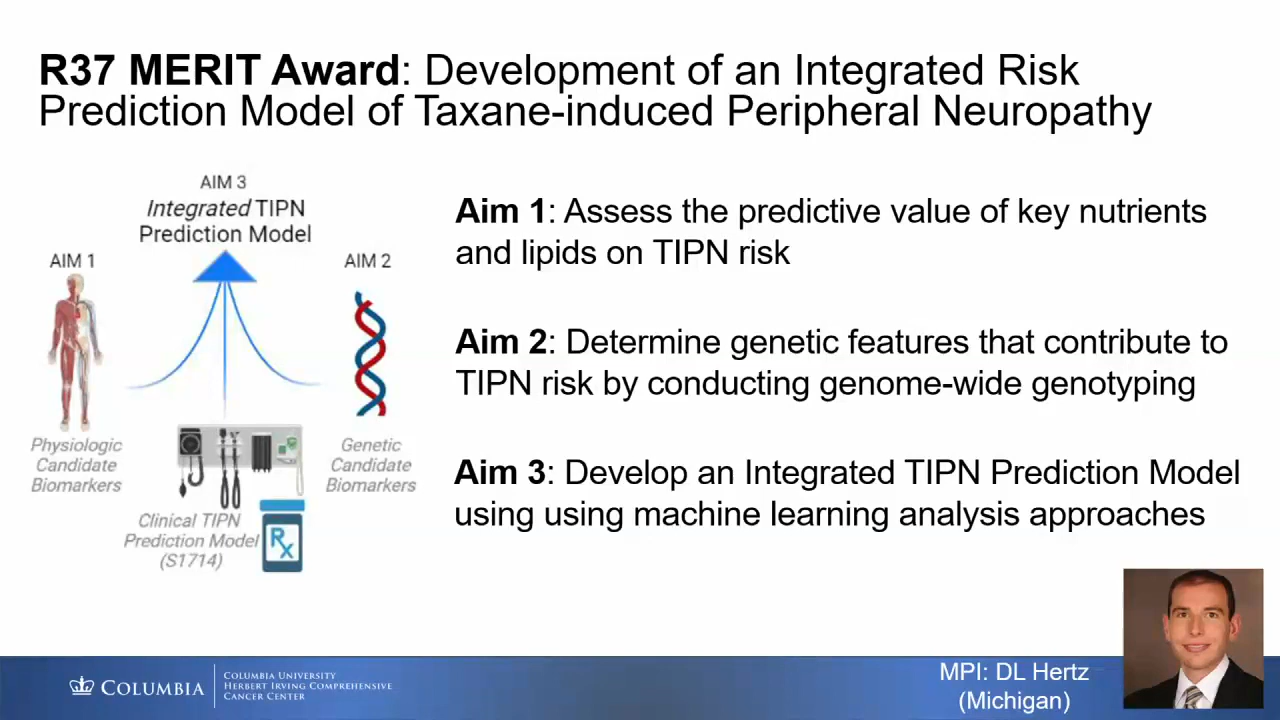 R37 MERIT Award: Development of an Integrated Risk
Prediction Model of Taxane-induced Peripheral Neuropathy
AIM 3
Integrated TIPN
Prediction Model
AIM 1
AIM 2
Physiologic
Candidate
Biomarkers
Genetic
Candidate
Biomarkers
Clinical TIPN
Prediction Model
(S1714)
Rx
Aim 1: Assess the predictive value of key nutrients
and lipids on TIPN risk
Aim 2: Determine genetic features that contribute to
TIPN risk by conducting genome-wide genotyping
Aim 3: Develop an Integrated TIPN Prediction Model
using using machine learning analysis approaches
COLUMBIA
COLUMBIA UNIVERSITY
HERBERT IRVING COMPREHENSIVE
CANCER CENTER
MPI: DL Hertz
(Michigan)